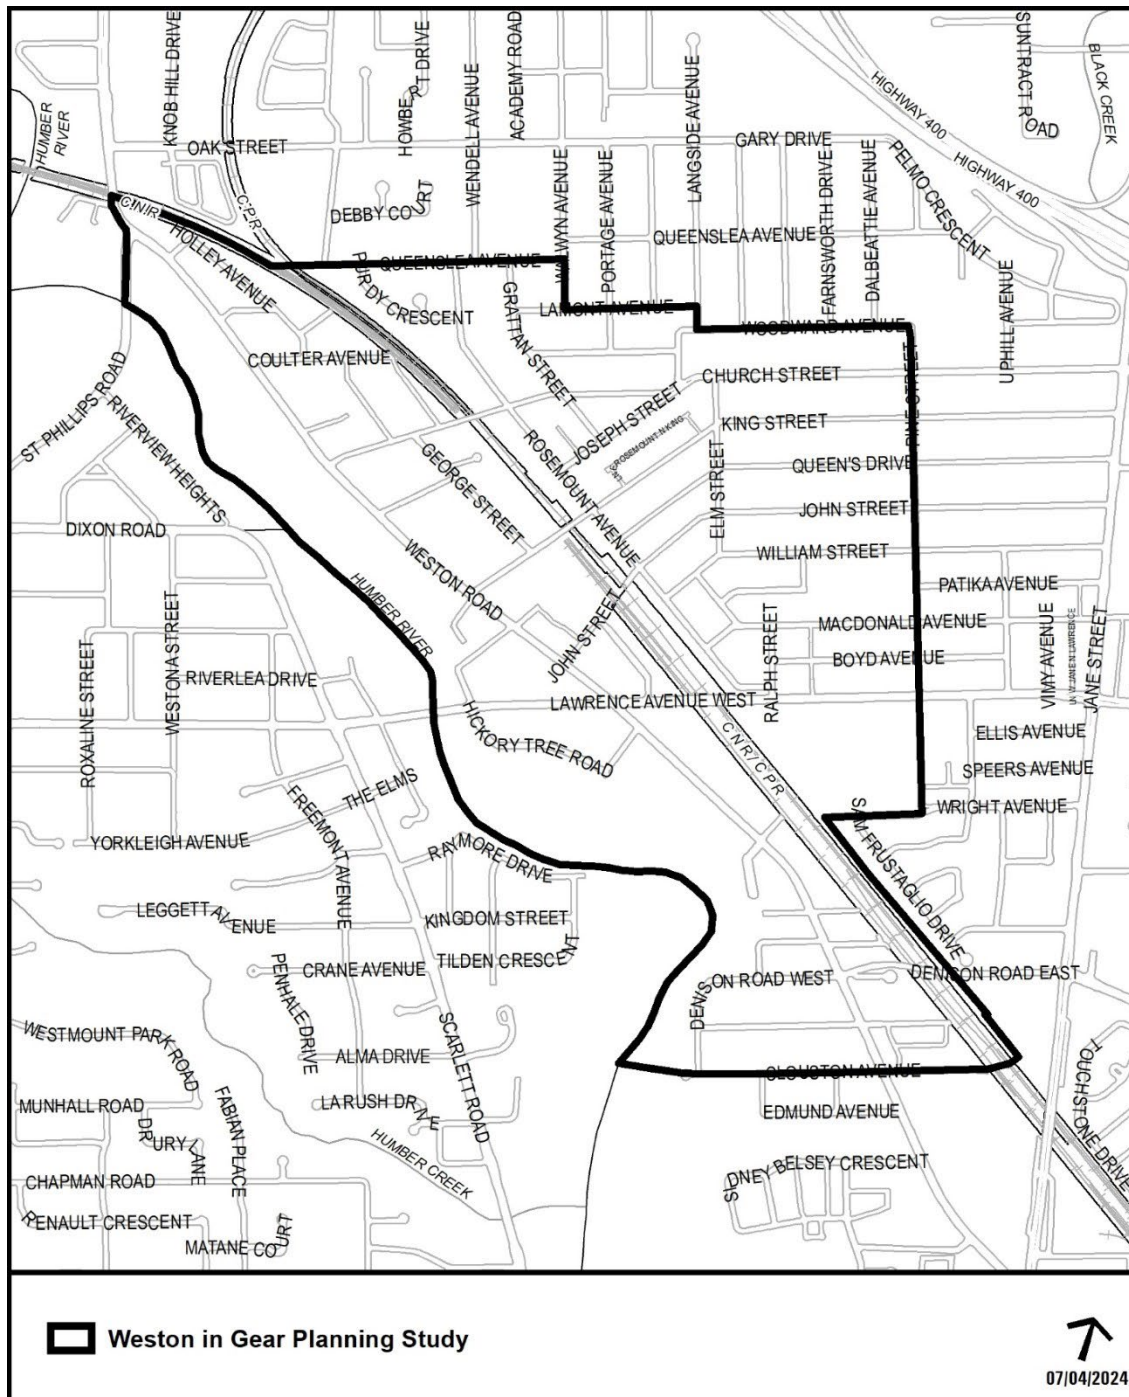 KNOB HILL DRIVE
HOWBERT DRIVE
WENDELL AVENUE
ACADEMY ROAD
LANGSIDE AVENUE
SUNTRACT ROAD
BLACK CREEK
HIGHWAY 400
HIGHWAY 400
HUMBER RIVER
OAK STREET
GARY DRIVE
PELMO CRESCENT
C.N.R.
C.P.R.
DEBBY COURT
WALWYN AVENUE
PORTAGE AVENUE
FARNSWORTH DRIVE
DALBEATTIE AVENUE
HOLLEY AVENUE
QUEENSLEA AVENUE
QUEENSLEA AVENUE
PURDY CRESCENT
GRATTAN STREET
LAMONT AVENUE
WOODWARD AVENUE
UPHILL AVENUE
COULTER AVENUE
CHURCH STREET
PINE STREET
ST PHILLIPS ROAD
RIVERVIEW HEIGHTS
JOSEPH STREET
KING STREET
ROSEMOUNT AVENUE
GEORGE STREET
ELM STREET
QUEEN'S DRIVE
JOHN STREET
DIXON ROAD
WESTON ROAD
WILLIAM STREET
HUMBER RIVER
PATIKA AVENUE
JOHN STREET
RALPH STREET
MACDONALD AVENUE
VIMY AVENUE
LN W JANE N LAWRENCE
JANE STREET
ROXALINE STREET
WESTONA STREET
RIVERLEA DRIVE
BOYD AVENUE
LAWRENCE AVENUE WEST
HICKORY TREE ROAD
C.N.R./C.P.R.
ELLIS AVENUE
SPEERS AVENUE
THE ELMS
FREEMONT AVENUE
WRIGHT AVENUE
SAM FRUSTAGLIO DRIVE
YORKLEIGH AVENUE
RAYMORE DRIVE
LEGGETT AVENUE
KINGDOM STREET
PENHALE DRIVE
CRANE AVENUE
TILDEN CRESCENT
DENISON ROAD WEST
DENISON ROAD EAST
WESTMOUNT PARK ROAD
ALMA DRIVE
SCARLETT ROAD
CLOUSTON AVENUE
TOUCHSTONE DRIVE
MUNHALL ROAD
DRURY LANE
FABIAN PLACE
LA RUSH DRIVE
EDMUND AVENUE
HUMBER CREEK
SIDNEY BELSEY CRESCENT
CHAPMAN ROAD
RENAULT CRESCENT
MATANE COURT
Weston in Gear Planning Study
07/04/2024